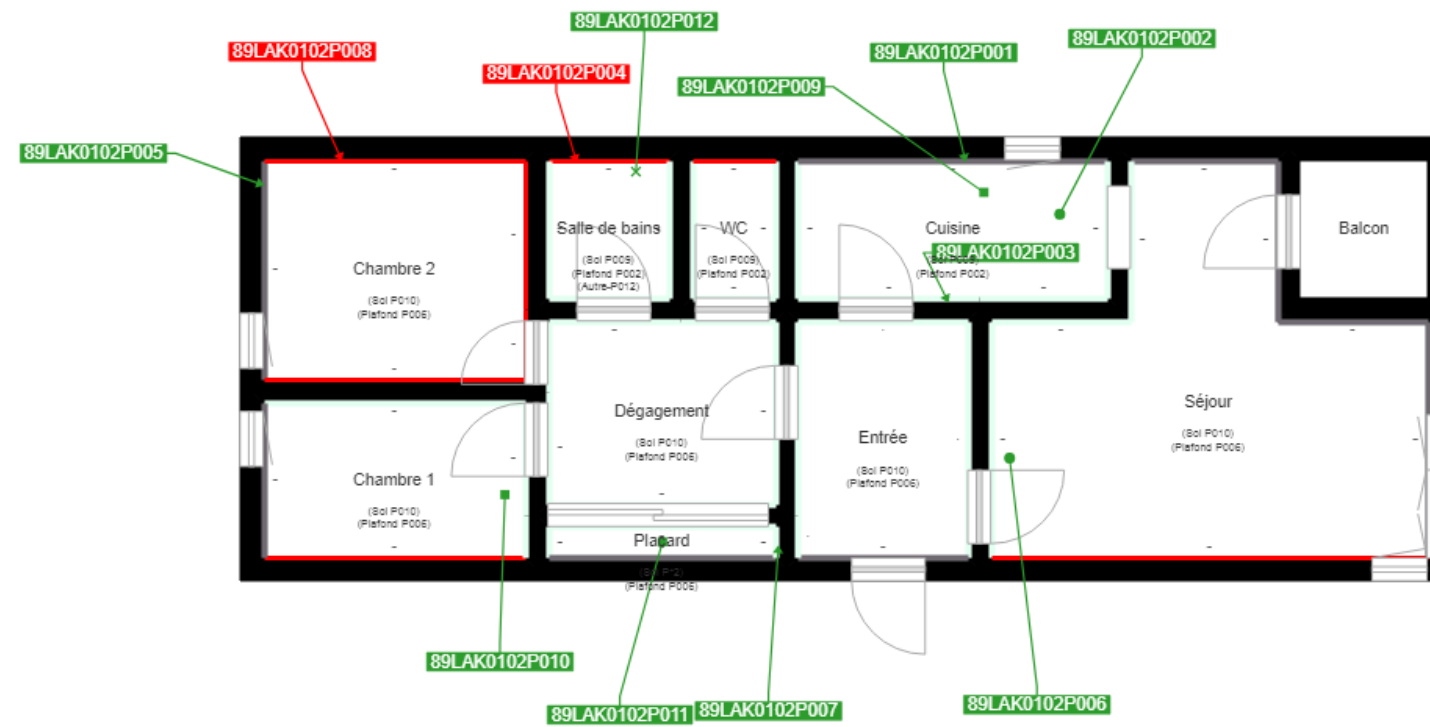 89LAK0102P012
89LAK0102P002
89LAK0102P008
89LAK0102P001
89LAK0102P004
89LAK0102P009
89LAK0102P005
Salle de bains
(Sol P009)
(Plafond P002)
(Autre-P012)
WC
(Sol P009)
(Plafond P002)
Cuisine
89LAK0102P003
(Plafond P002)
Balcon
Chambre 2
(Sol P010)
(Plafond P006)
Dégagement
(Sol P010)
(Plafond P006)
Entrée
(Sol P010)
(Plafond P006)
Séjour
(Sol P010)
(Plafond P006)
Chambre 1
(Sol P010)
(Plafond P006)
Placard
(Plafond P006)
89LAK0102P010
89LAK0102P011
89LAK0102P007
89LAK0102P006